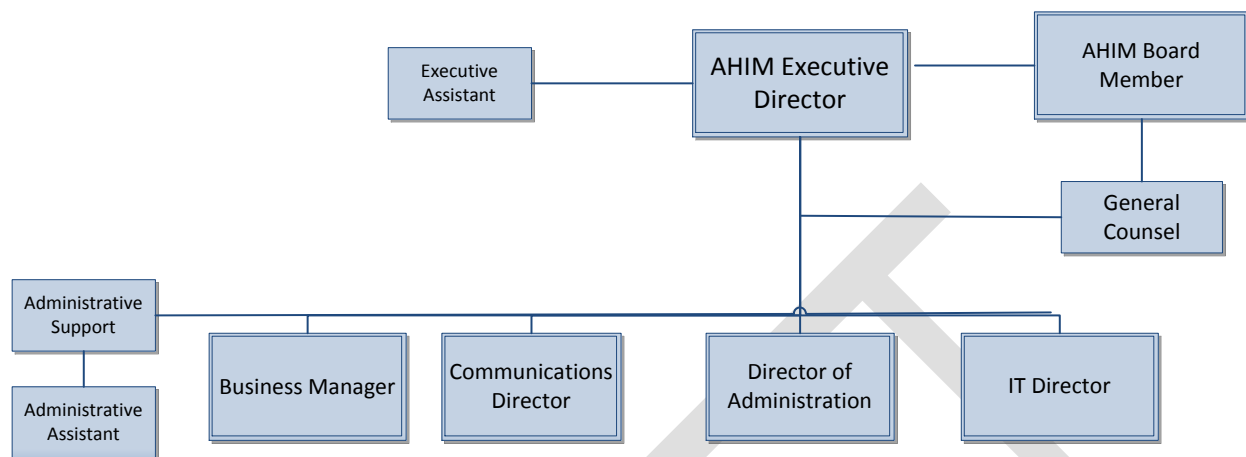 Executive
Assistant
AHIM Executive
Director
AHIM Board
Member
General
Counsel
Administrative
Support
Administrative
Assistant
Business Manager
Communications
Director
Director of
Administration
IT Director